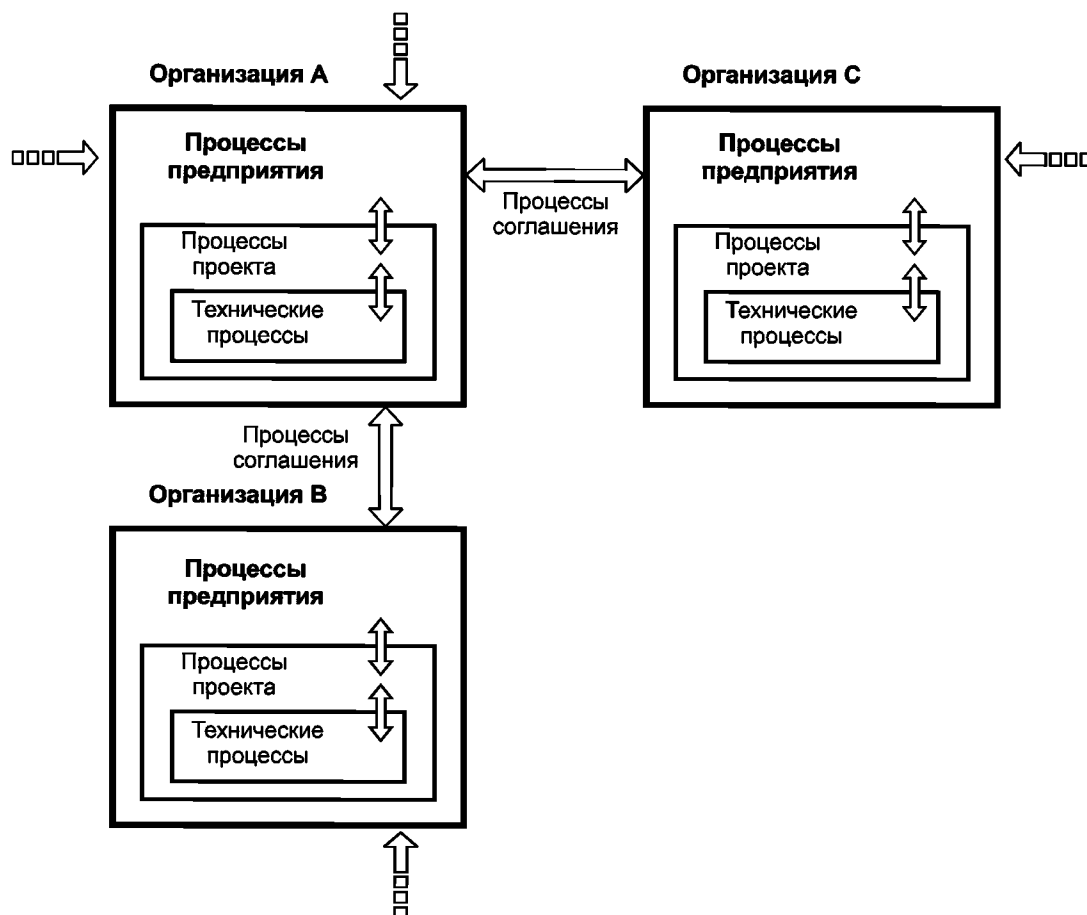 Организация А
Процессы
предприятия
Процессы
проекта
Технические
процессы
Процессы
соглашения
Организация С
Процессы
предприятия
Процессы
проекта
Технические
процессы
Процессы
соглашения
Организация В
Процессы
предприятия
Процессы
проекта
Технические
процессы